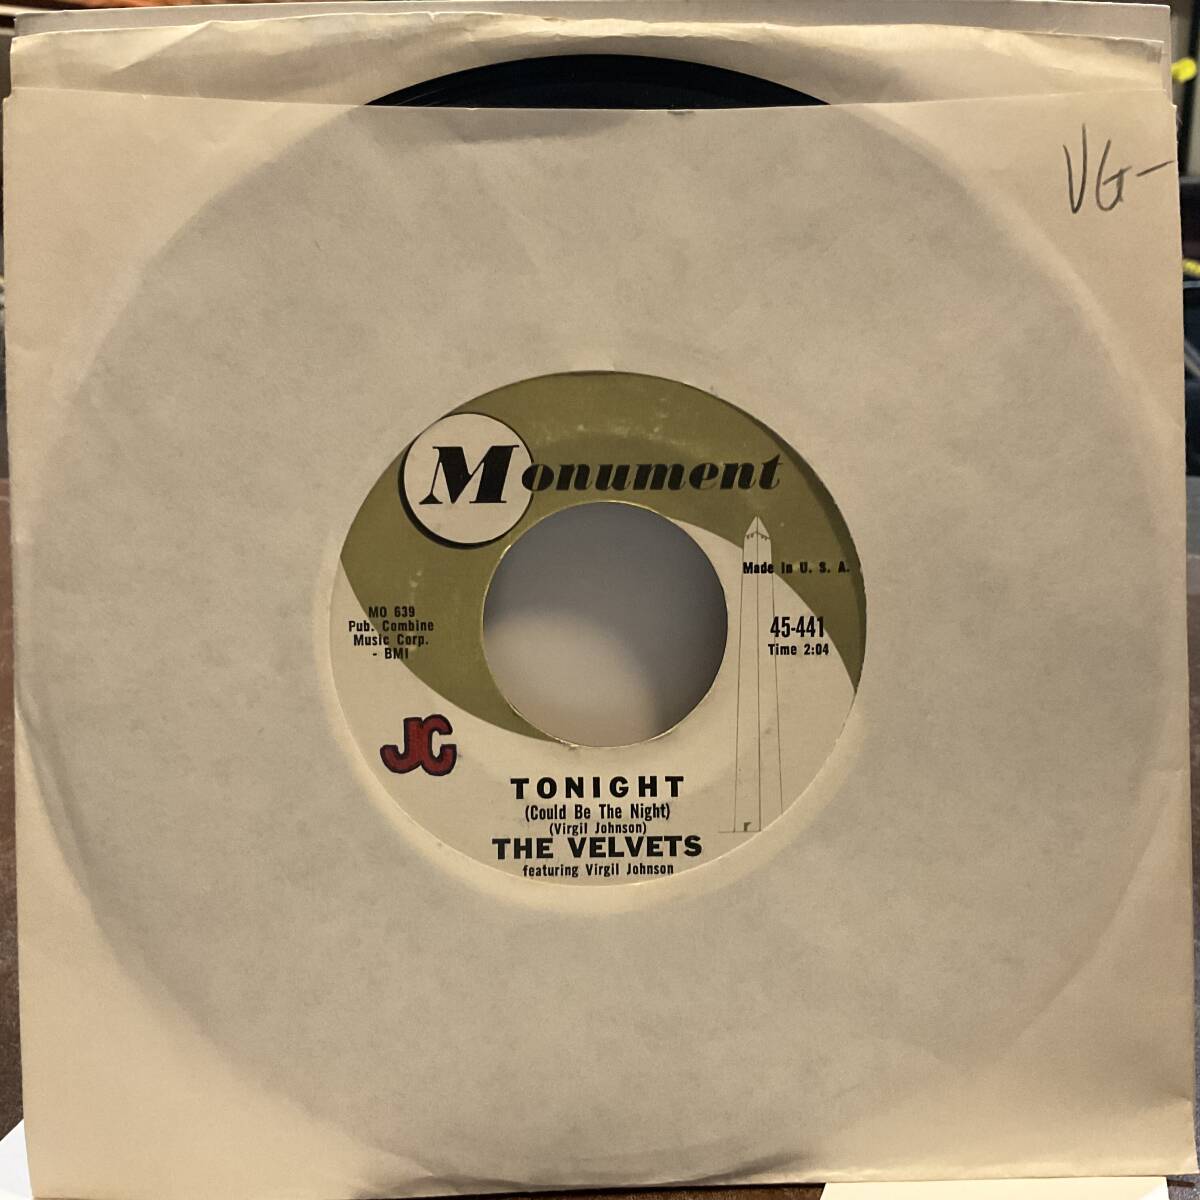 VG-
Monument
Made in U. S. A.
MO 639
Pub. Combine
Music Corp.
- BMI
45-441
Time 2:04
JC
TONIGHT
(Could Be The Night)
(Virgil Johnson)
THE VELVETS
featuring Virgil Johnson